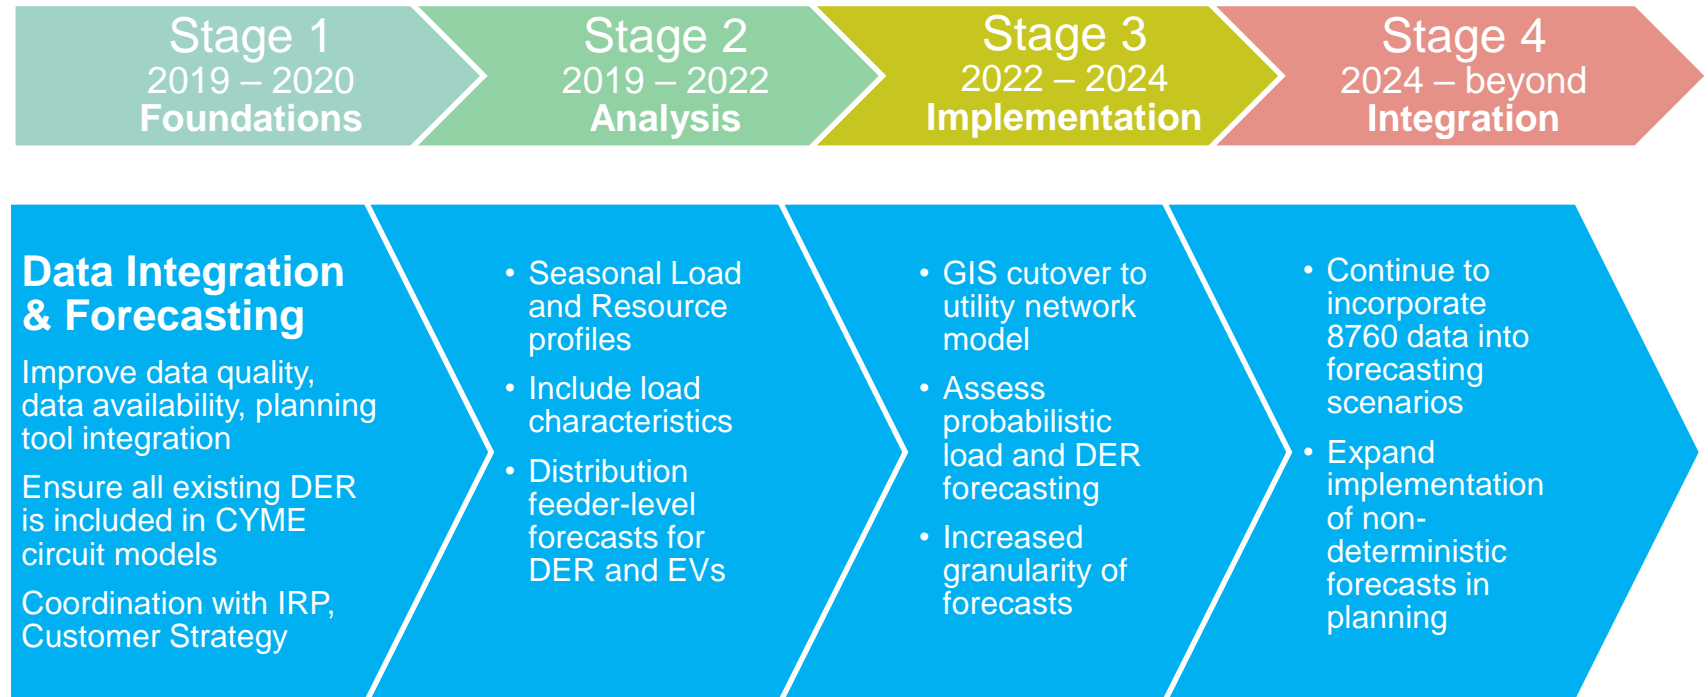 Stage 1
2019 – 2020
Foundations
Stage 2
2019 – 2022
Analysis
Stage 3
2022 – 2024
Implementation
Stage 4
2024 – beyond
Integration
Data Integration
& Forecasting
Improve data quality,
data availability, planning
tool integration
Ensure all existing DER
is included in CYME
circuit models
Coordination with IRP,
Customer Strategy
• Seasonal Load
and Resource
profiles
• Include load
characteristics
• Distribution
feeder-level
forecasts for
DER and EVs
• GIS cutover to
utility network
model
• Assess
probabilistic
load and DER
forecasting
• Increased
granularity of
forecasts
• Continue to
incorporate
8760 data into
forecasting
scenarios
• Expand
implementation
of non-
deterministic
forecasts in
planning